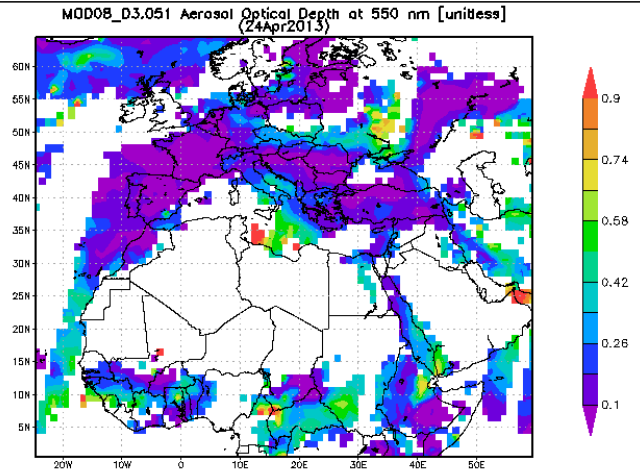 MOD08_D3.051 Aerosol Optical Depth at 550 nm [unitless]
(24Apr2013)
60N
55N
50N
45N
40N
35N
30N
25N
20N
15N
10N
5N
20W
10W
0
10E
20E
30E
40E
50E
0.9
0.74
0.58
0.42
0.26
0.1